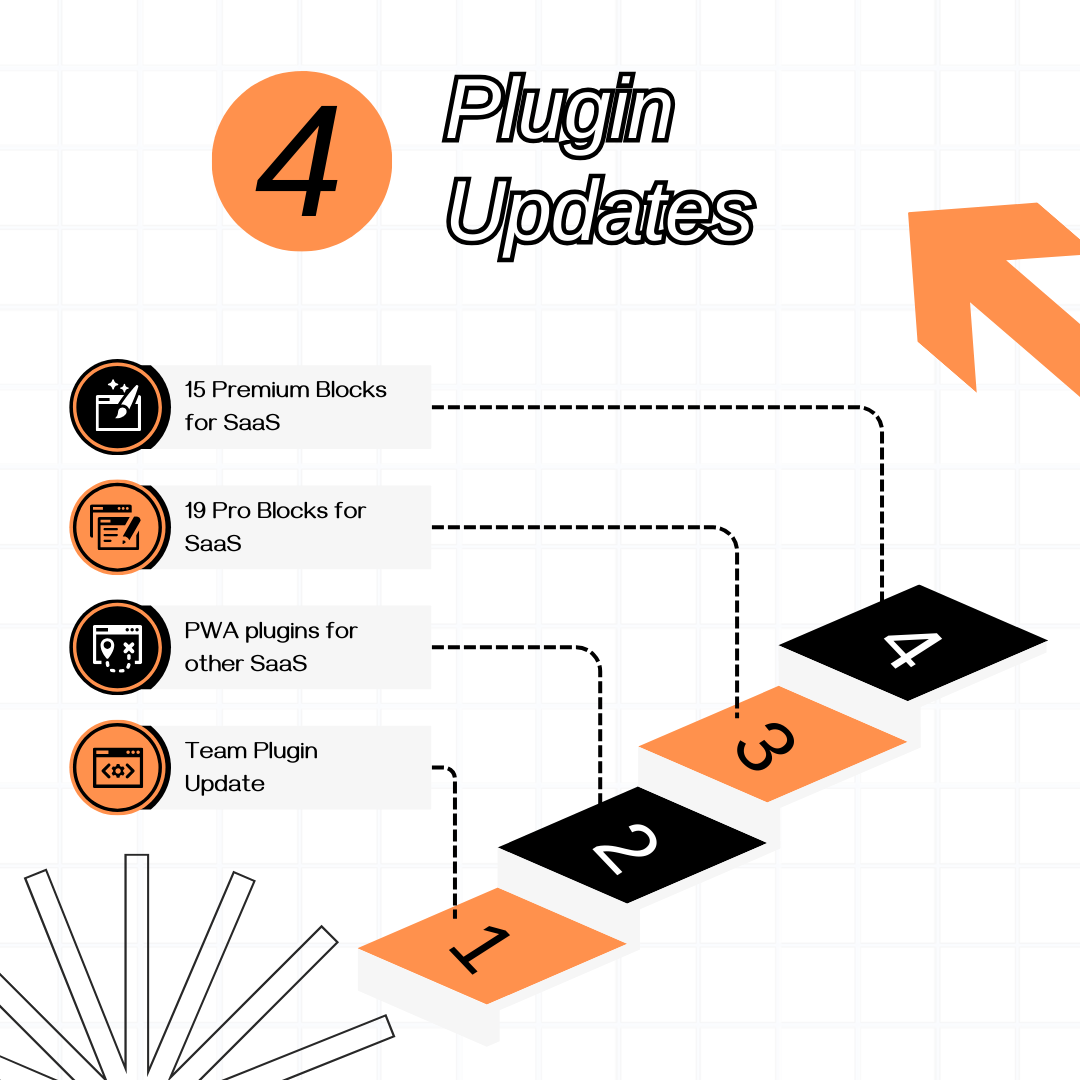 4
Plugin
Updates
15 Premium Blocks
for SaaS
19 Pro Blocks for
SaaS
PWA plugins for
other SaaS
Team Plugin
Update
4
3
2
1